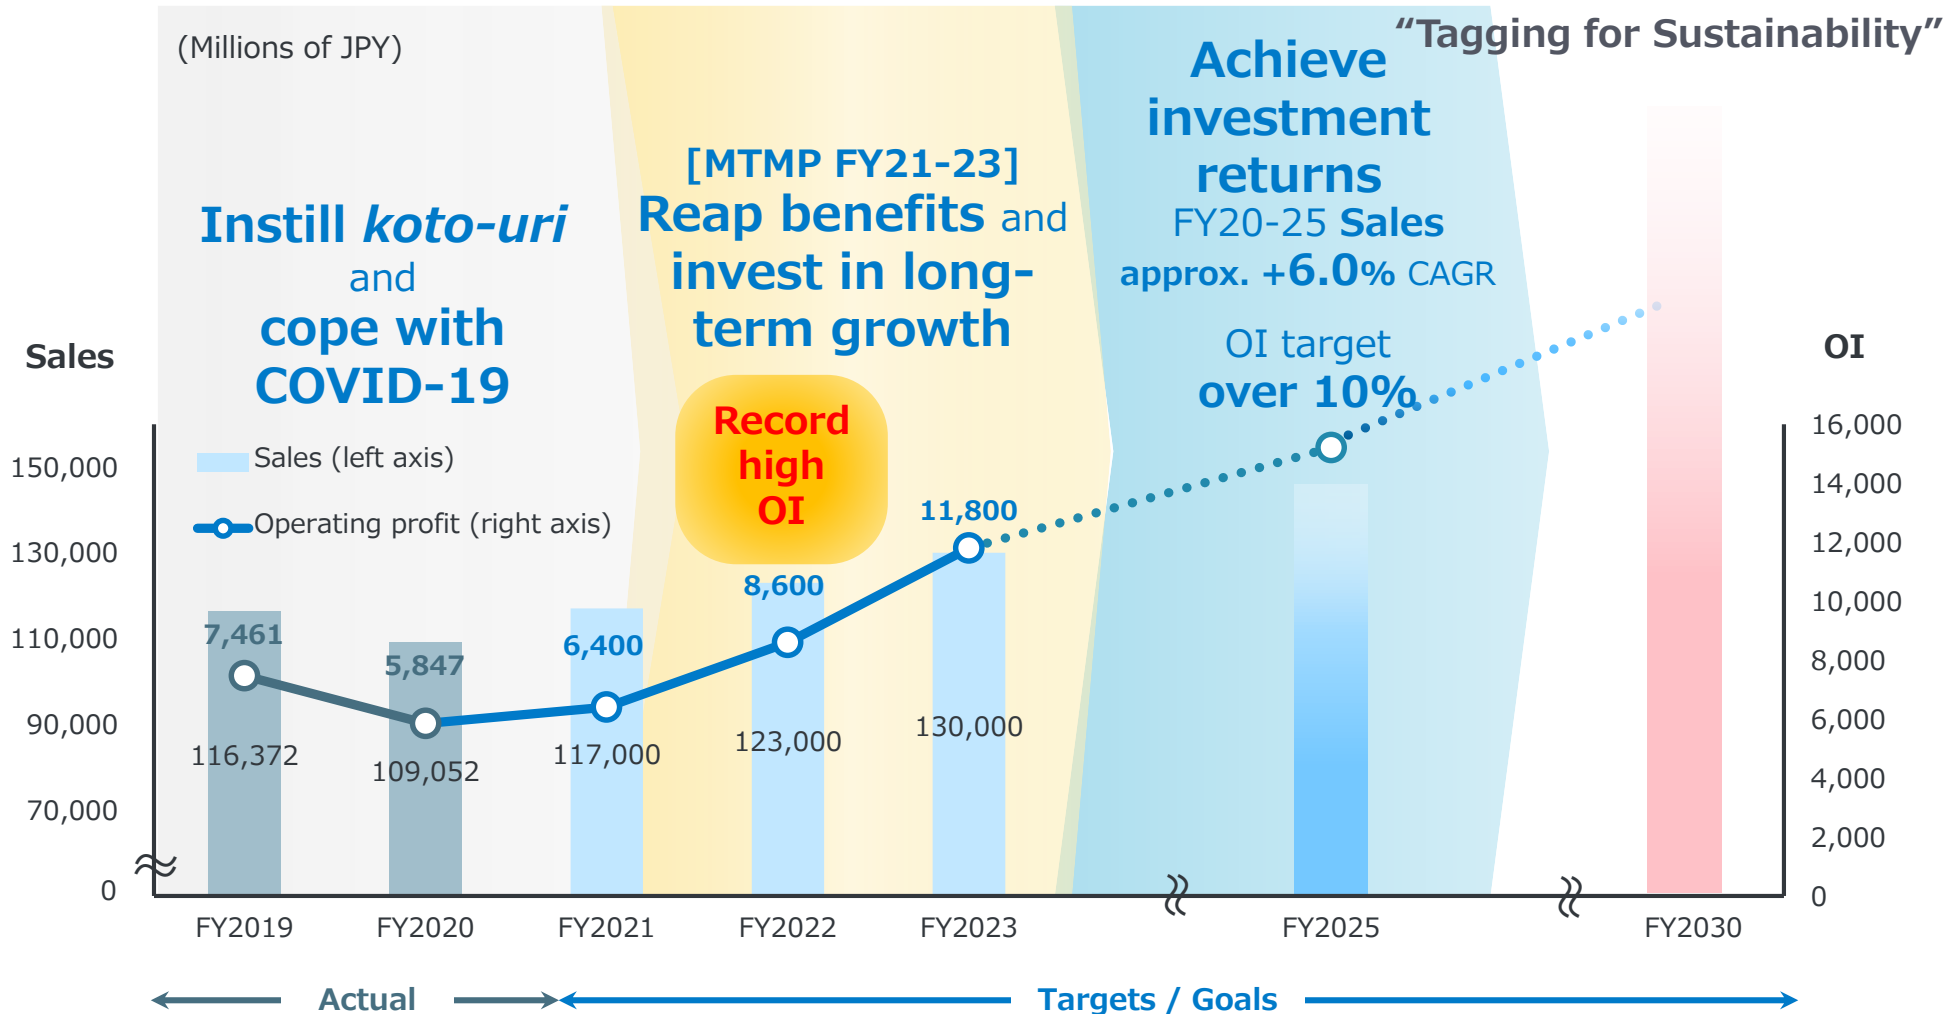 (Millions of JPY)
“Tagging for Sustainability”
Instill koto-uri
and
cope with
COVID-19
[MTMP FY21-23]
Reap benefits and
invest in long-
term growth
Achieve
investment
returns
FY20-25 Sales
approx. +6.0% CAGR
OI target
over 10%
Record
high
OI
Sales
OI
Sales (left axis)
Operating profit (right axis)
150,000
130,000
110,000
90,000
70,000
0
16,000
14,000
12,000
10,000
8,000
6,000
4,000
2,000
0
7,461
5,847
6,400
8,600
11,800
116,372
109,052
117,000
123,000
130,000
FY2019
FY2020
FY2021
FY2022
FY2023
FY2025
FY2030
Actual
Targets / Goals